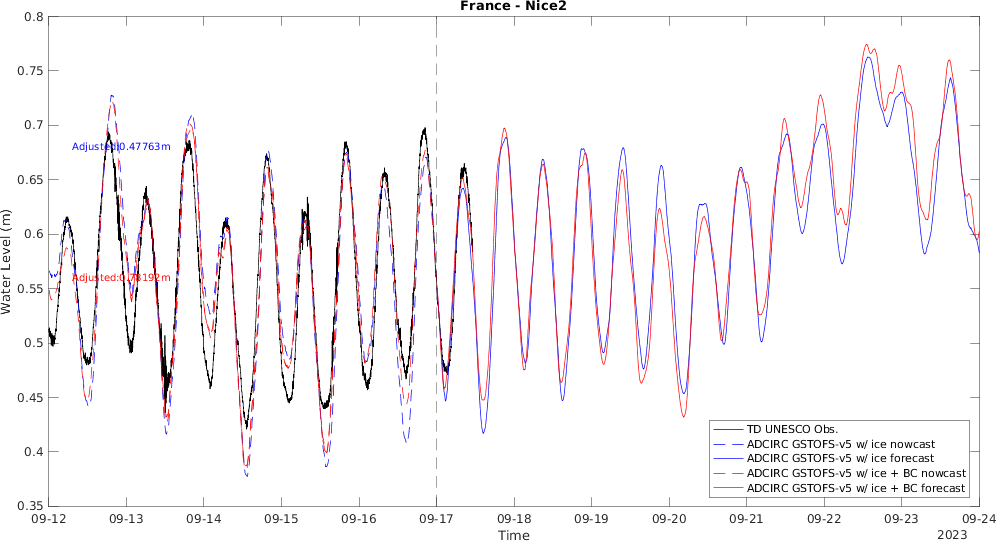 France - Nice2
0.8
0.75
0.7
0.65
0.6
0.55
0.5
0.45
0.4
0.35
Water Level (m)
Adjusted:0.47763m
Adjusted:0.48192m
TD UNESCO Obs.
ADCIRC GSTOFS-v5 w/ ice nowcast
ADCIRC GSTOFS-v5 w/ ice forecast
ADCIRC GSTOFS-v5 w/ ice + BC nowcast
ADCIRC GSTOFS-v5 w/ ice + BC forecast
09-12 09-13 09-14 09-15 09-16 09-17 09-18 09-19 09-20 09-21 09-22 09-23 09-24
Time
2023